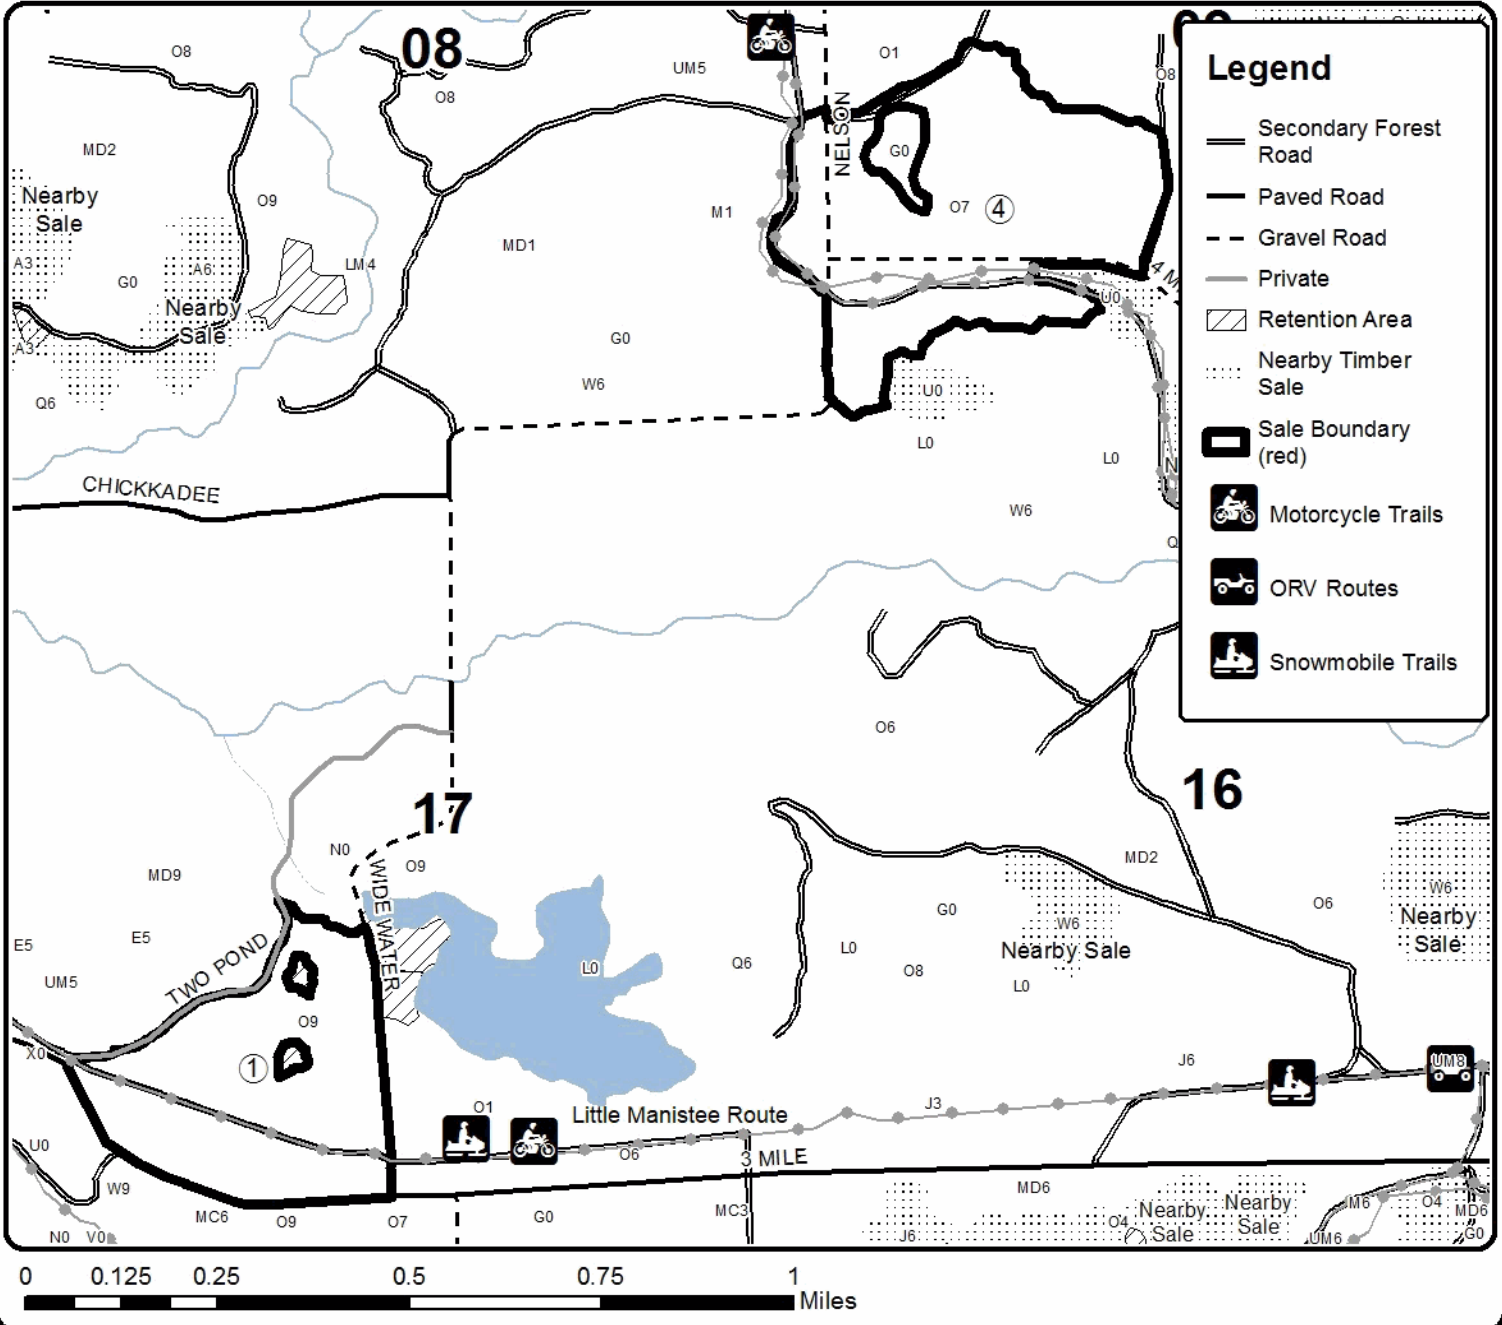 08
O8
O8
UM5
O1
O8
Legend
Secondary Forest
Road
Paved Road
Gravel Road
Private
Retention Area
Nearby Timber
Sale
Sale Boundary
(red)
Motorcycle Trails
ORV Routes
Snowmobile Trails
MD2
Nearby
Sale
O9
NELSON
G0
O7
4
M1
MD1
A3
A6
LM4
G0
Nearby
Sale
U0
A3
G0
W6
U0
Q6
L0
L0
CHICKKADEE
W6
N
Q
O6
16
17
N0
O9
MD2
MD9
WIDE WATER
G0
W6
O6
W6
Nearby
Sale
E5
E5
TWO POND
L0
Q6
L0
O8
Nearby Sale
L0
UM5
O9
X0
1
J6
UM8
O1
Little Manistee Route
J3
U0
O6
3 MILE
W9
MC6
O9
O7
G0
MC3
MD6
J6
O4
Nearby
Sale
Nearby
Sale
O4
MD6
UM6
G0
N0
V0
0
0.125
0.25
0.5
0.75
1
Miles